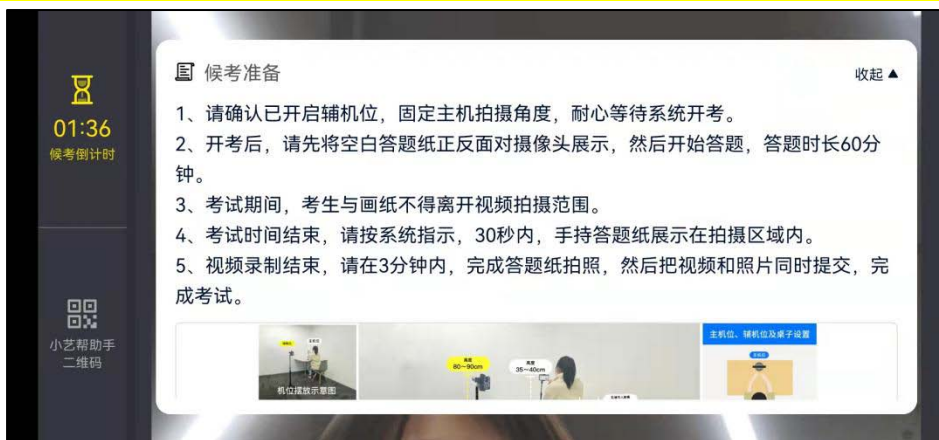 候考准备
收起▲
01:36
候考倒计时
1、请确认已开启辅机位，固定主机拍摄角度，耐心等待系统开考。
2、开考后，请先将空白答题纸正反面对摄像头展示，然后开始答题，答题时长60分
钟。
3、考试期间，考生与画纸不得离开视频拍摄范围。
4、考试时间结束，请按系统指示，30秒内，手持答题纸展示在拍摄区域内。
5、视频录制结束，请在3分钟内，完成答题纸拍照，然后把视频和照片同时提交，完
成考试。
小艺帮助手
二维码
机位摆放示意图
高度
60~90cm
高度
35~40cm
主机位、辅机位及桌子设置